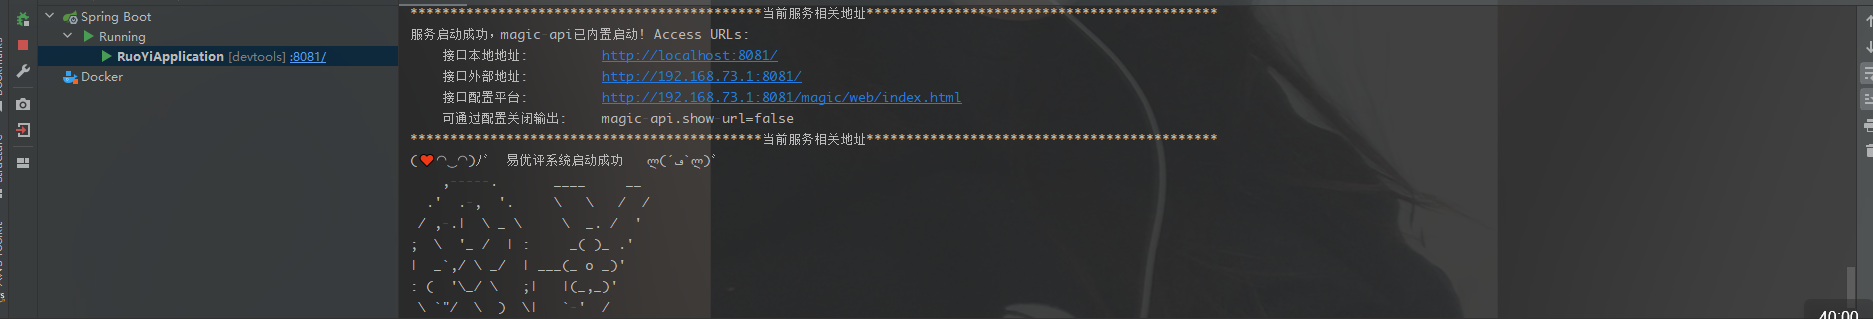 Spring Boot
Running
RuoYiApplication [devtools] :8081/
Docker
********************************************当前服务相关地址********************************************
服务启动成功，magic-api已内置启动! Access URLs:
接口本地地址: http://localhost:8081/
接口外部地址: http://192.168.73.1:8081/
接口配置平台: http://192.168.73.1:8081/magic/web/index.html
可通过配置关闭输出: magic-api.show-url=false
********************************************当前服务相关地址********************************************
(♥◠‿◠)ﾉﾞ  易优评系统启动成功   ლ(´ڡ`ლ)ﾞ
40:00